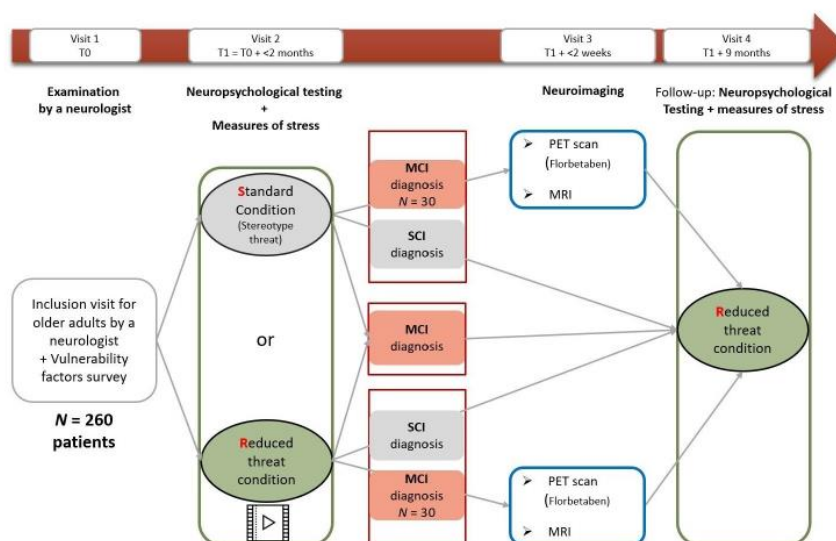 Visit 1
T0
Visit 2
T1 = T0 + <2 months
Visit 3
T1 + <2 weeks
Visit 4
T1 + 9 months
Examination
by a neurologist
Neuropsychological testing
+
Measures of stress
Neuroimaging
Follow-up: Neuropsychological
Testing + measures of stress
Inclusion visit for
older adults by a
neurologist
+ Vulnerability
factors survey
N = 260
patients
Standard
Condition
(Stereotype
threat)
or
Reduced
threat
condition
MCI
diagnosis
N = 30
SCI
diagnosis
MCI
diagnosis
SCI
diagnosis
MCI
diagnosis
N = 30
➢ PET scan
(Florbetaben)
➢ MRI
➢ PET scan
(Florbetaben)
➢ MRI
Reduced
threat
condition